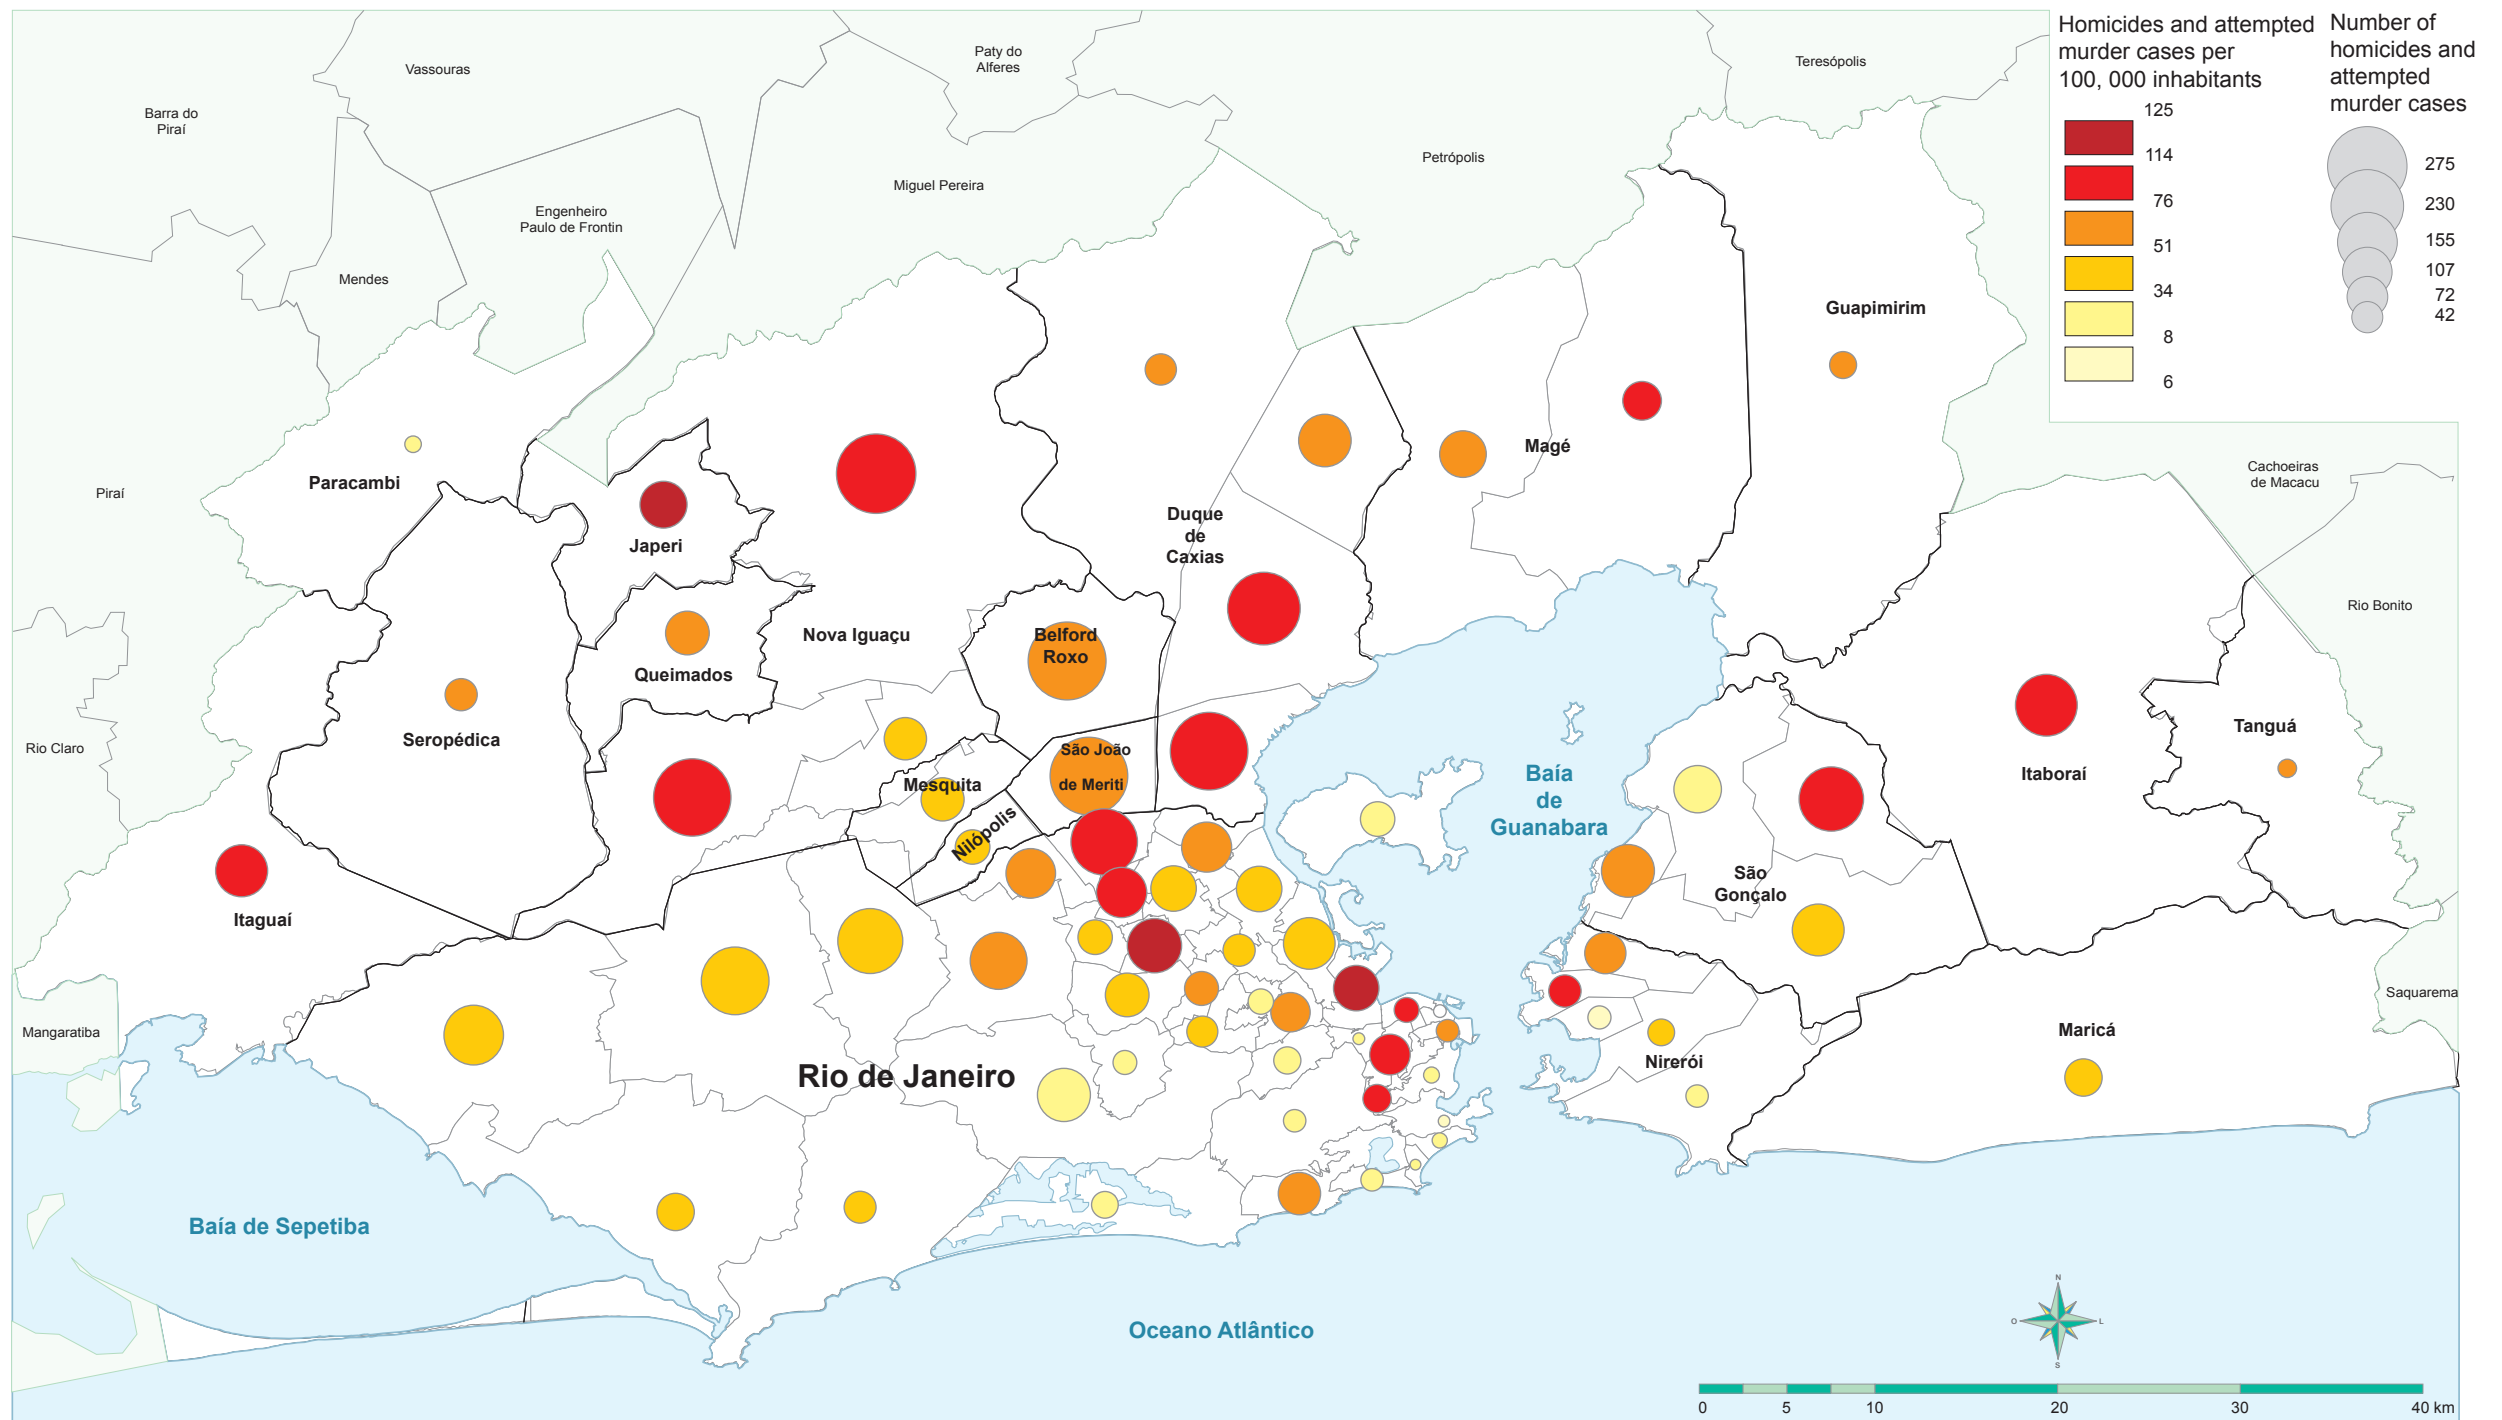 Homicides and attempted
murder cases per
100, 000 inhabitants
125
114
76
51
34
8
6
Number of
homicides and
attempted
murder cases
275
230
155
107
72
42
Vassouras
Paty do
Alferes
Teresópolis
Barra do
Piraí
Petrópolis
Miguel Pereira
Engenheiro
Paulo de Frontin
Mendes
Guapimirim
Magé
Paracambi
Piraí
Cachoeiras
de Macacu
Japeri
Duque
de
Caxias
Rio Bonito
Nova Iguaçu
Belford
Roxo
Queimados
Seropédica
Rio Claro
São João
de Meriti
Mesquita
Nilópolis
Tanguá
Itaboraí
Baía
de
Guanabara
São
Gonçalo
Itaguaí
Saquarema
Mangaratiba
Maricá
Nirerói
Rio de Janeiro
Baía de Sepetiba
Oceano Atlântico
N
O
L
S
0
5
10
20
30
40 km